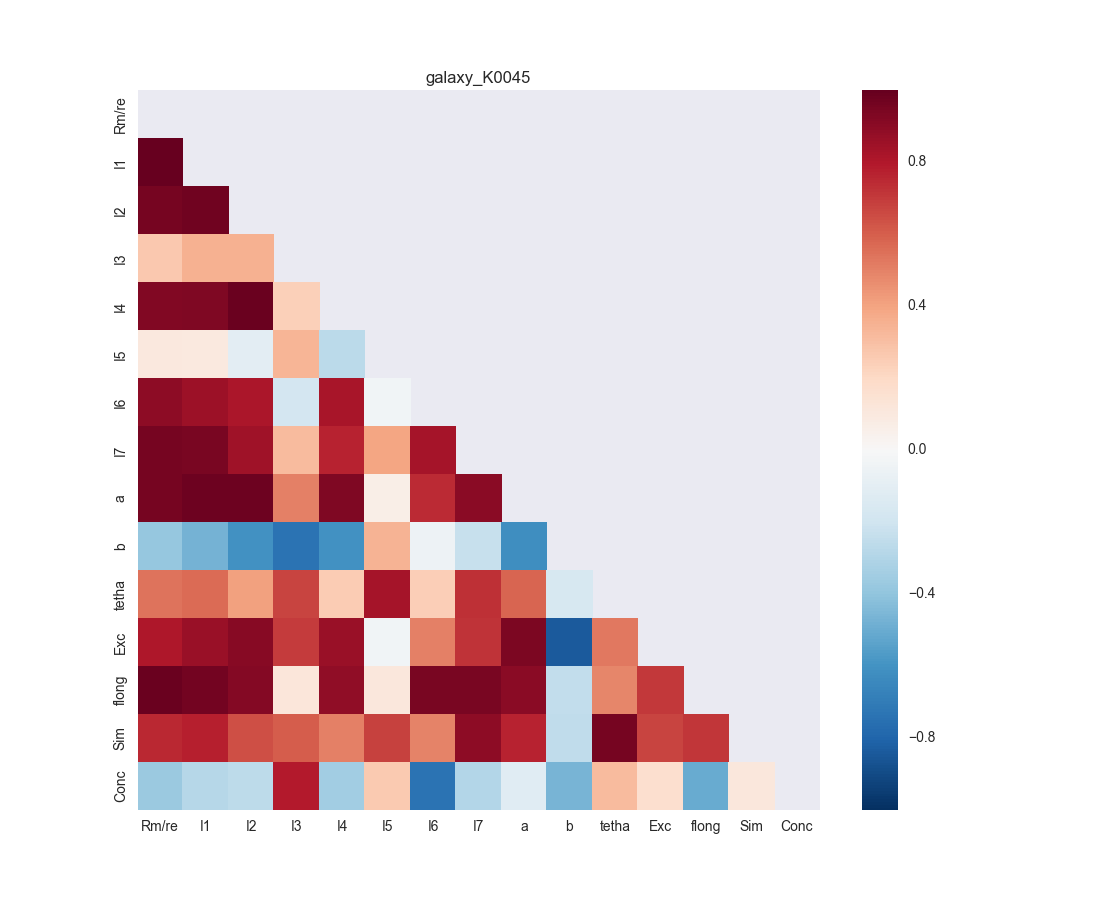 galaxy_K0045
Rm/re
I1
I2
I3
I4
I5
I6
I7
a
b
tetha
Exc
flong
Sim
Conc
Rm/re I1 I2 I3 I4 I5 I6 I7 a b tetha Exc flong Sim Conc
0.8
0.4
0.0
−0.4
−0.8